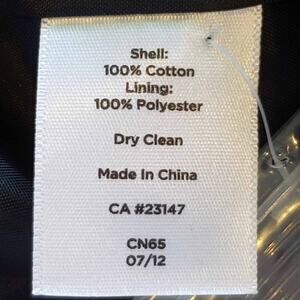 Shell:
100% Cotton
Lining:
100% Polyester
Dry Clean
Made In China
CA #23147
CN65
07/12